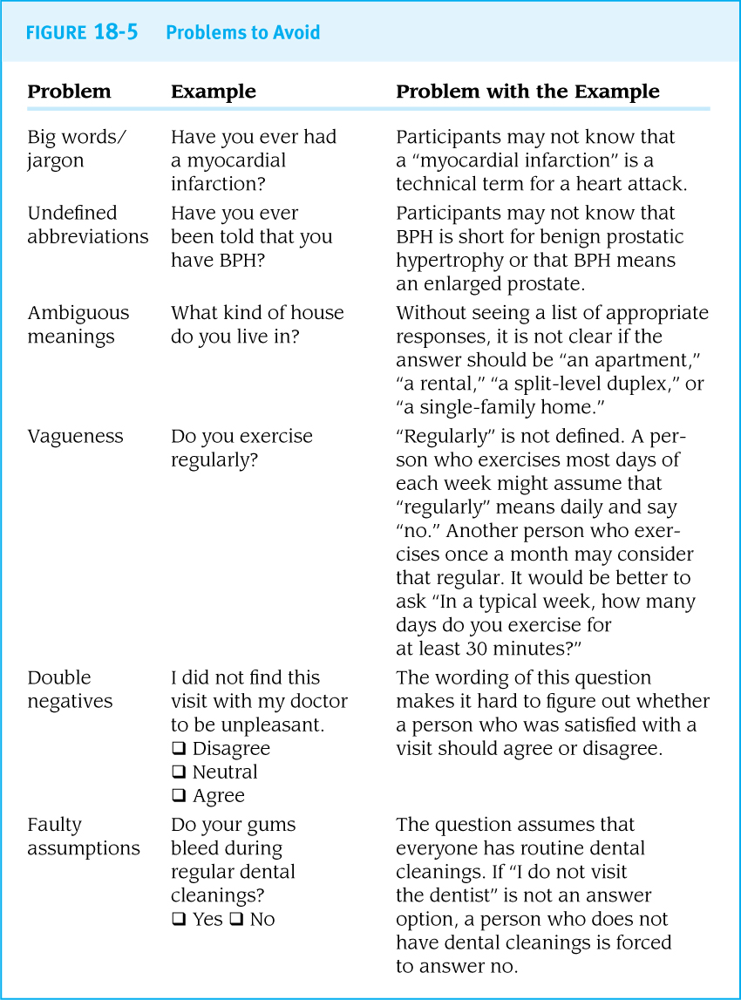 FIGURE 18-5 Problems to Avoid
Problem Example Problem with the Example
Big words/
jargon
Have you ever had
a myocardial
infarction?
Participants may not know that
a “myocardial infarction” is a
technical term for a heart attack.
Undefined
abbreviations
Have you ever
been told that you
have BPH?
Participants may not know that
BPH is short for benign prostatic
hypertrophy or that BPH means
an enlarged prostate.
Ambiguous
meanings
What kind of house
do you live in?
Without seeing a list of appropriate
responses, it is not clear if the
answer should be “an apartment,”
“a rental,” “a split-level duplex,” or
“a single-family home.”
Vagueness
Do you exercise
regularly?
“Regularly” is not defined. A per-
son who exercises most days of
each week might assume that
“regularly” means daily and say
“no.” Another person who exer-
cises once a month may consider
that regular. It would be better to
ask “In a typical week, how many
days do you exercise for
at least 30 minutes?”
Double
negatives
I did not find this
visit with my doctor
to be unpleasant.
❑ Disagree
❑ Neutral
❑ Agree
The wording of this question
makes it hard to figure out whether
a person who was satisfied with a
visit should agree or disagree.
Faulty
assumptions
Do your gums
bleed during
regular dental
cleanings?
❑ Yes ❑ No
The question assumes that
everyone has routine dental
cleanings. If “I do not visit
the dentist” is not an answer
option, a person who does not
have dental cleanings is forced
to answer no.